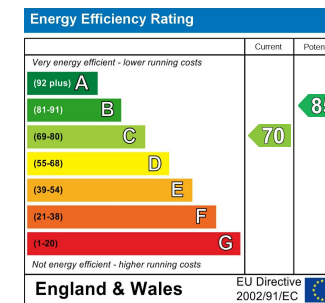 Energy Efficiency Rating
Current
Very energy efficient - lower running costs
(92 plus) A
(81-91) B
(69-80) C
70
(55-68) D
(39-54) E
(21-38) F
(1-20) G
Not energy efficient - higher running costs
England & Wales
EU Directive
2002/91/EC